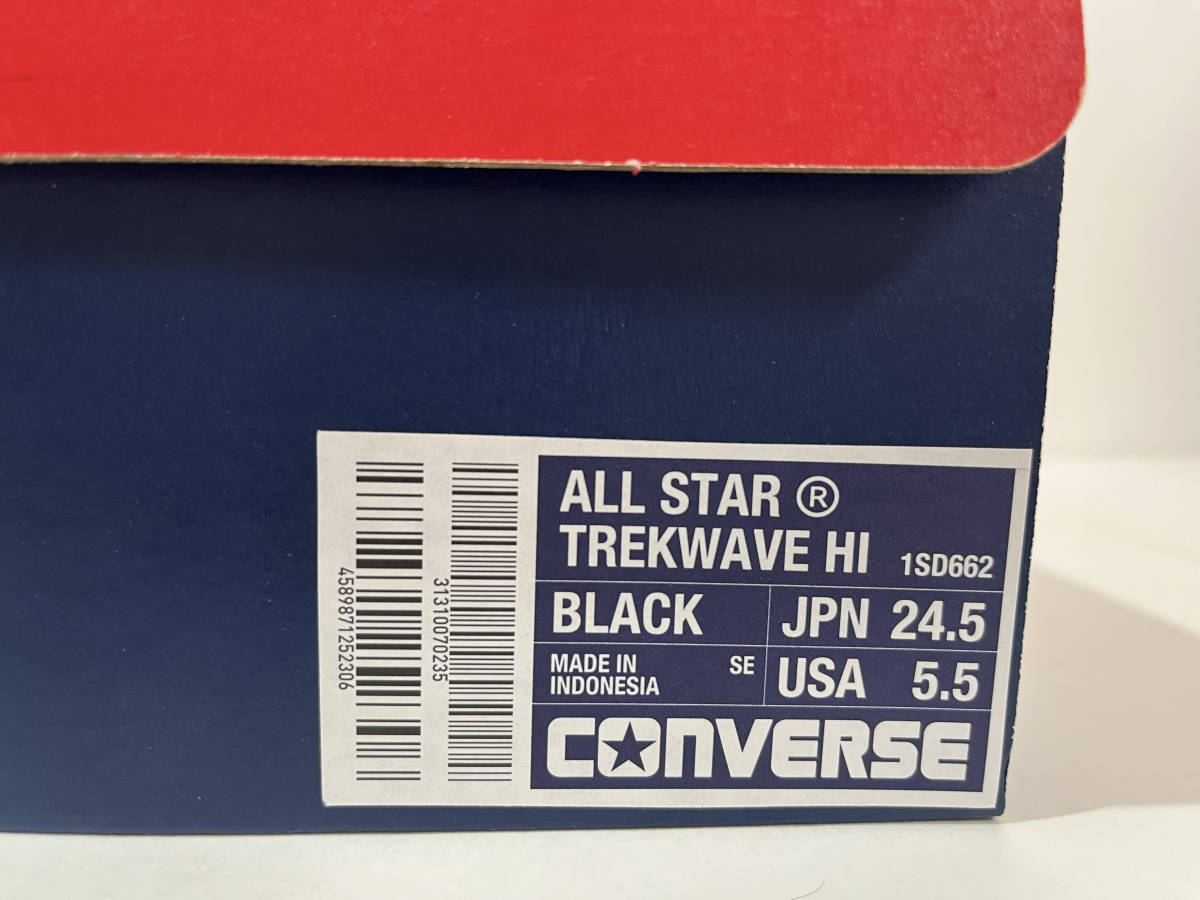 ALL STAR ®
TREKWAVE HI 1SD662
BLACK JPN 24.5
MADE IN INDONESIA SE USA 5.5
CONVERSE
4589871252306
31310070235